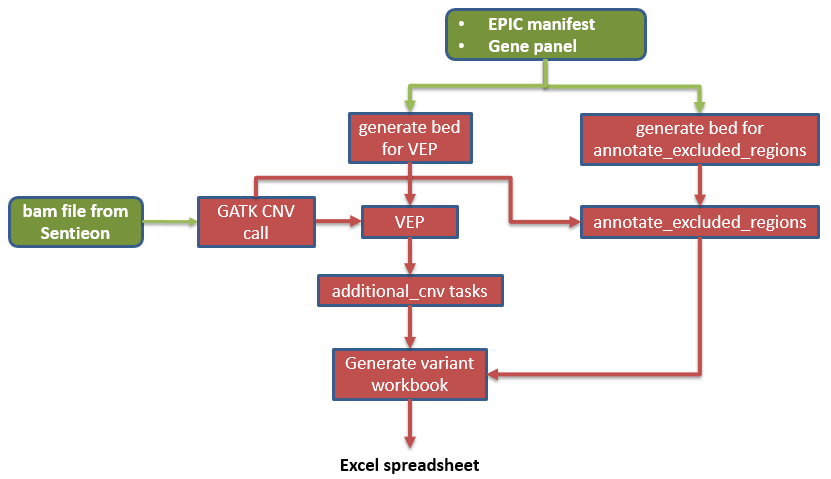 • EPIC manifest
• Gene panel
generate bed
for VEP
generate bed for
annotate_excluded_regions
bam file from
Sentieon
GATK CNV
call
VEP
annotate_excluded_regions
additional_cnv tasks
Generate variant
workbook
Excel spreadsheet